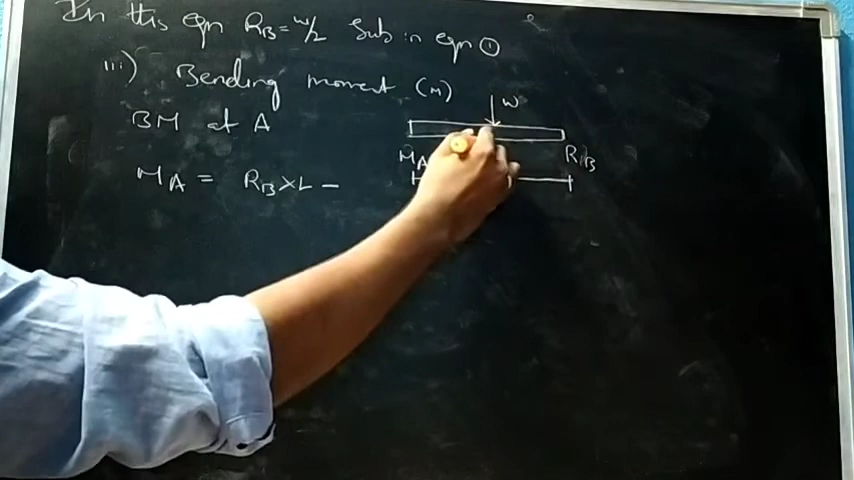 In this eqn RB = w/2 Sub in eqn ①
iii) Bending moment (M)
BM at A
w
MA RB
MA = RB × L –